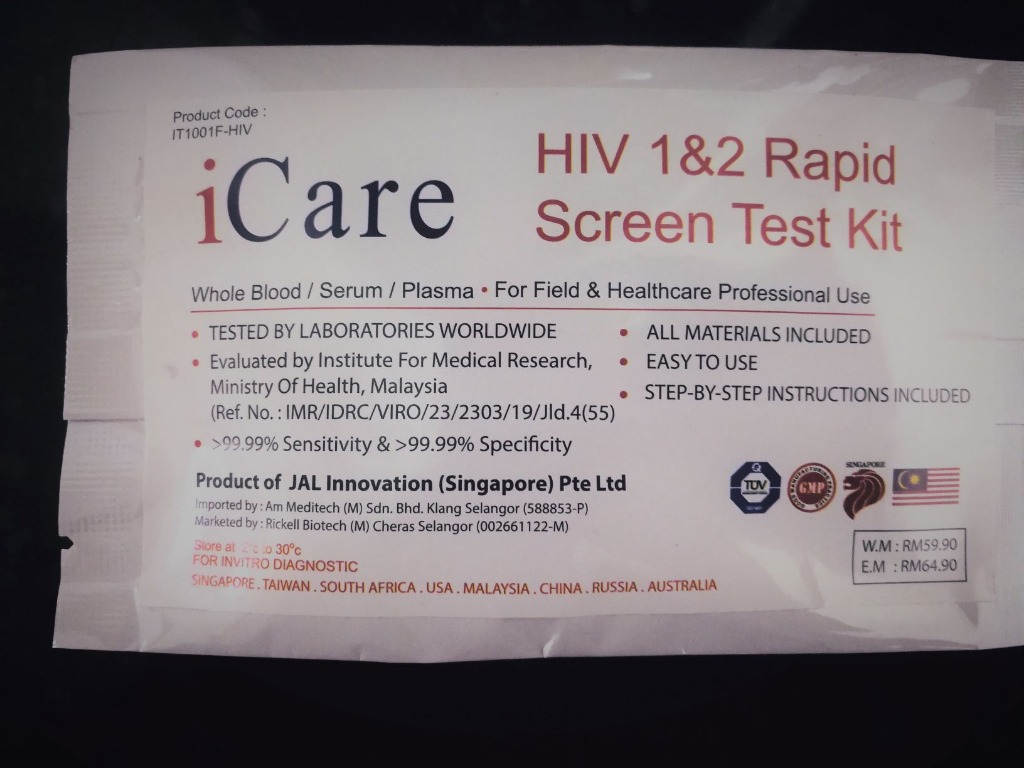 Product Code :
IT1001F-HIV
iCare
HIV 1&2 Rapid
Screen Test Kit
Whole Blood / Serum / Plasma • For Field & Healthcare Professional Use
• TESTED BY LABORATORIES WORLDWIDE
• Evaluated by Institute For Medical Research,
Ministry Of Health, Malaysia
(Ref. No. : IMR/IDRC/VIRO/23/2303/19/Jld.4(55)
• >99.99% Sensitivity & >99.99% Specificity
• ALL MATERIALS INCLUDED
• EASY TO USE
• STEP-BY-STEP INSTRUCTIONS INCLUDED
Product of JAL Innovation (Singapore) Pte Ltd
Imported by : Am Meditech (M) Sdn. Bhd. Klang Selangor (588853-P)
Marketed by : Rickell Biotech (M) Cheras Selangor (002661122-M)
Store at to 30°c
FOR INVITRO DIAGNOSTIC
SINGAPORE . TAIWAN . SOUTH AFRICA . USA . MALAYSIA . CHINA . RUSSIA . AUSTRALIA
TUV
GMP
SINGAPORE
W.M : RM59.90
E.M : RM64.90